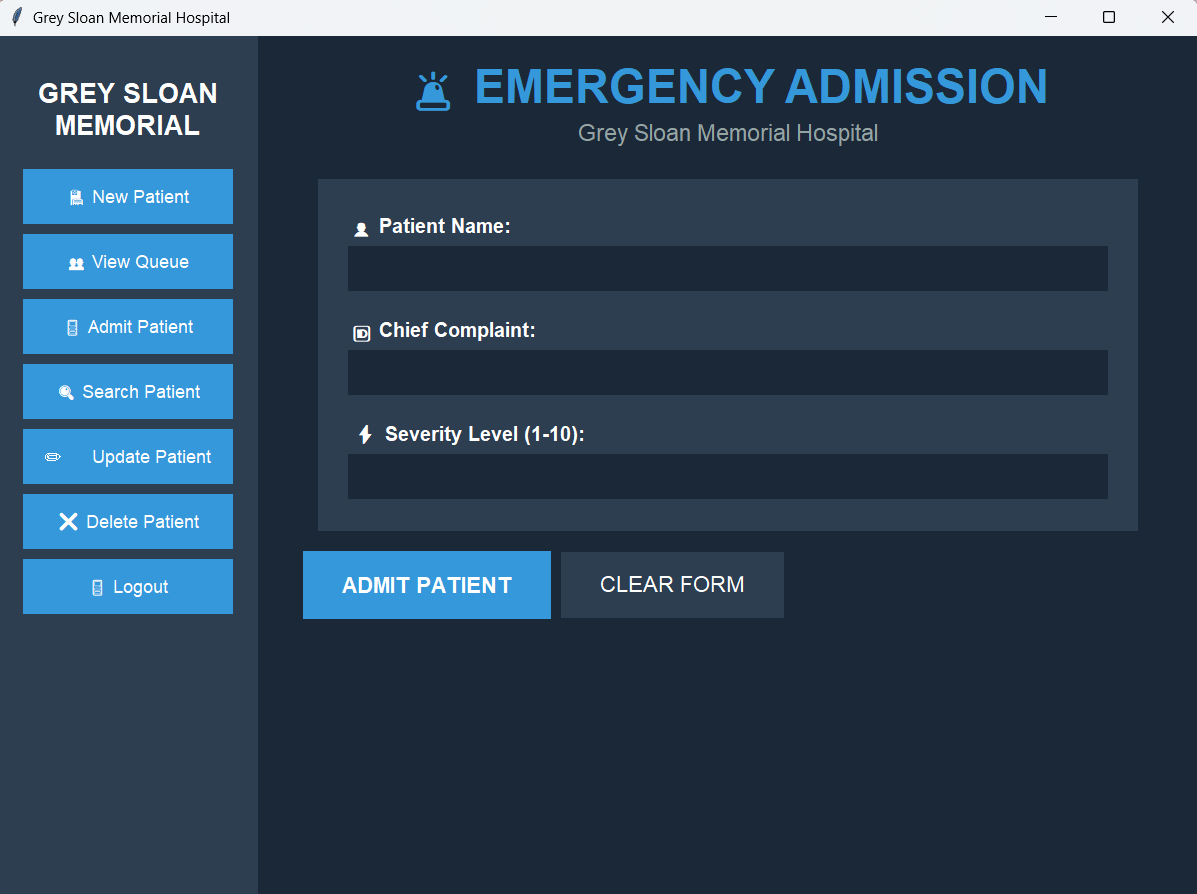 Grey Sloan Memorial Hospital
GREY SLOAN
MEMORIAL
New Patient
View Queue
Admit Patient
Search Patient
Update Patient
Delete Patient
Logout
EMERGENCY ADMISSION
Grey Sloan Memorial Hospital
Patient Name:
Chief Complaint:
Severity Level (1-10):
ADMIT PATIENT
CLEAR FORM